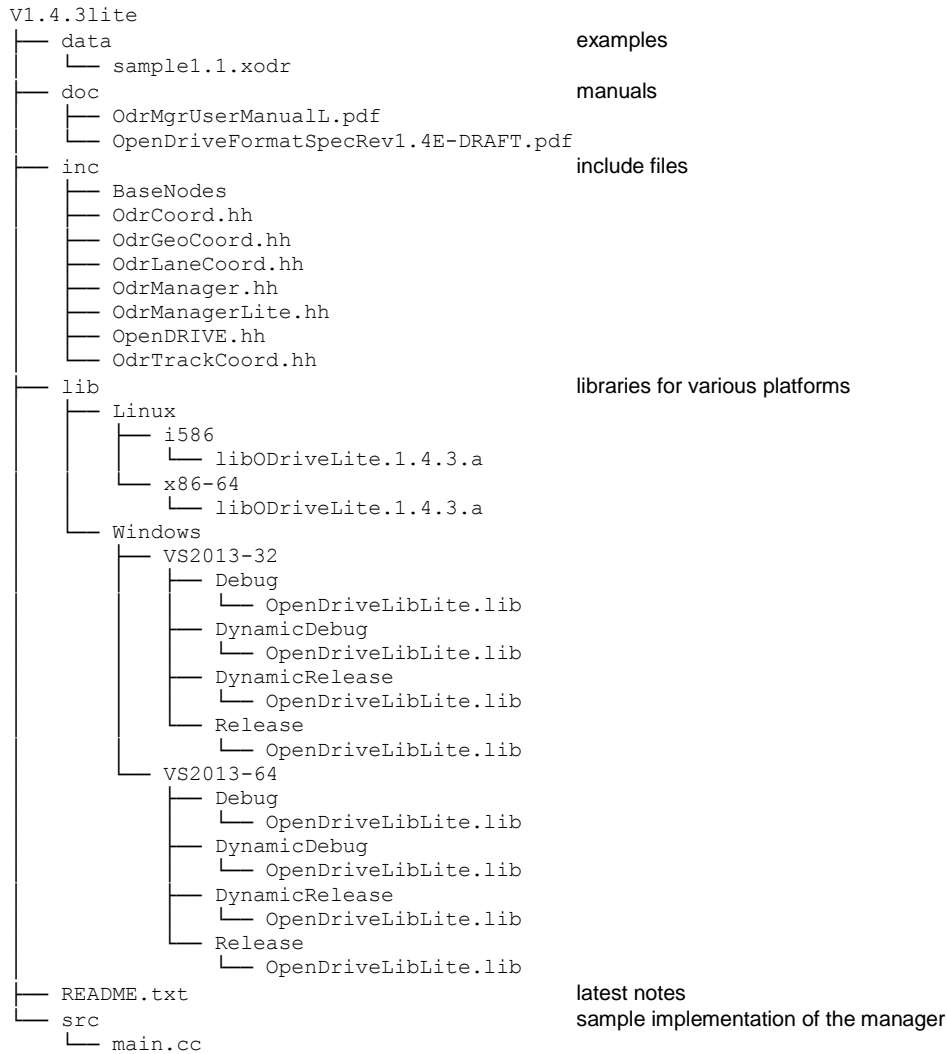 V1.4.3lite
├── data examples
│   └── sample1.1.xodr
├── doc manuals
│   ├── OdrMgrUserManualL.pdf
│   └── OpenDriveFormatSpecRev1.4E-DRAFT.pdf
├── inc include files
│   ├── BaseNodes
│   ├── OdrCoord.hh
│   ├── OdrGeoCoord.hh
│   ├── OdrLaneCoord.hh
│   ├── OdrManager.hh
│   ├── OdrManagerLite.hh
│   ├── OpenDRIVE.hh
│   └── OdrTrackCoord.hh
├── lib libraries for various platforms
│   ├── Linux
│   │   ├── i586
│   │   │   └── libODriveLite.1.4.3.a
│   │   └── x86-64
│   │       └── libODriveLite.1.4.3.a
│   └── Windows
│       ├── VS2013-32
│       │   ├── Debug
│       │   │   └── OpenDriveLibLite.lib
│       │   ├── DynamicDebug
│       │   │   └── OpenDriveLibLite.lib
│       │   ├── DynamicRelease
│       │   │   └── OpenDriveLibLite.lib
│       │   └── Release
│       │       └── OpenDriveLibLite.lib
│       └── VS2013-64
│           ├── Debug
│           │   └── OpenDriveLibLite.lib
│           ├── DynamicDebug
│           │   └── OpenDriveLibLite.lib
│           ├── DynamicRelease
│           │   └── OpenDriveLibLite.lib
│           └── Release
│               └── OpenDriveLibLite.lib
├── README.txt latest notes
└── src sample implementation of the manager
    └── main.cc